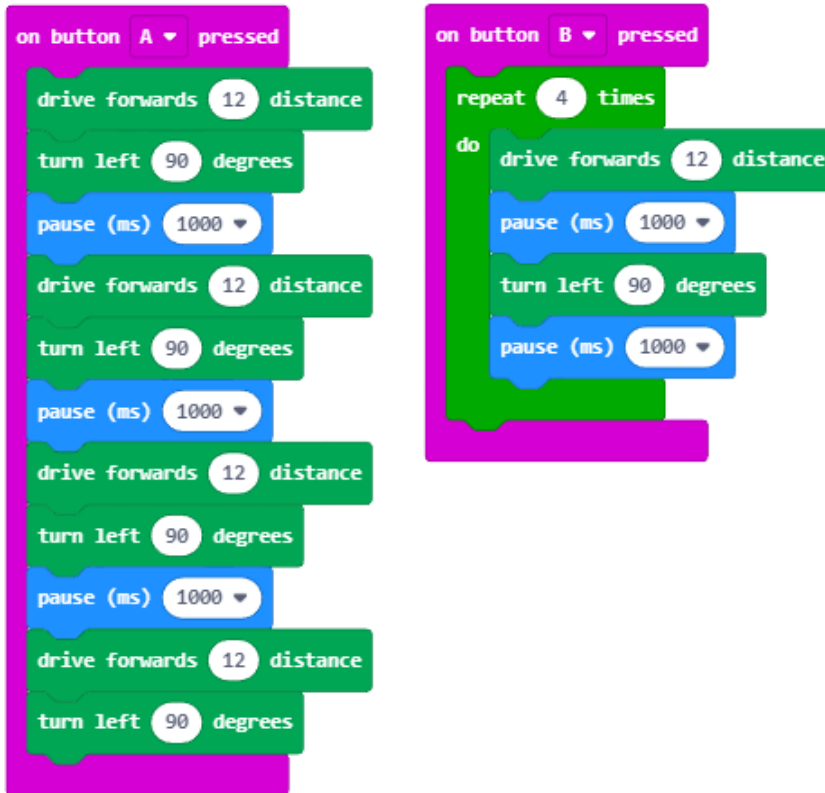 on button A pressed
drive forwards 12 distance
turn left 90 degrees
pause (ms) 1000
drive forwards 12 distance
turn left 90 degrees
pause (ms) 1000
drive forwards 12 distance
turn left 90 degrees
pause (ms) 1000
drive forwards 12 distance
turn left 90 degrees
on button B pressed
repeat 4 times
do
drive forwards 12 distance
pause (ms) 1000
turn left 90 degrees
pause (ms) 1000